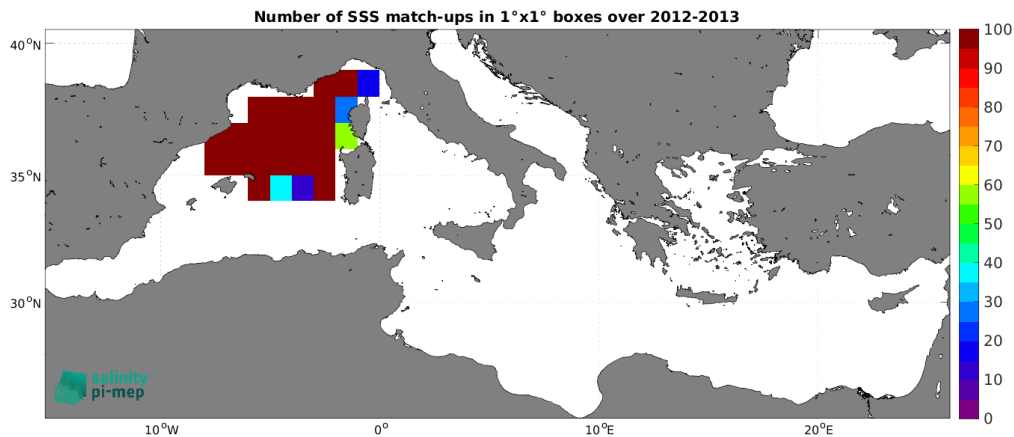 Number of SSS match-ups in 1°x1° boxes over 2012-2013
40°N
35°N
30°N
10°W
0°
10°E
20°E
100
90
80
70
60
50
40
30
20
10
0
salinity
pi-mep